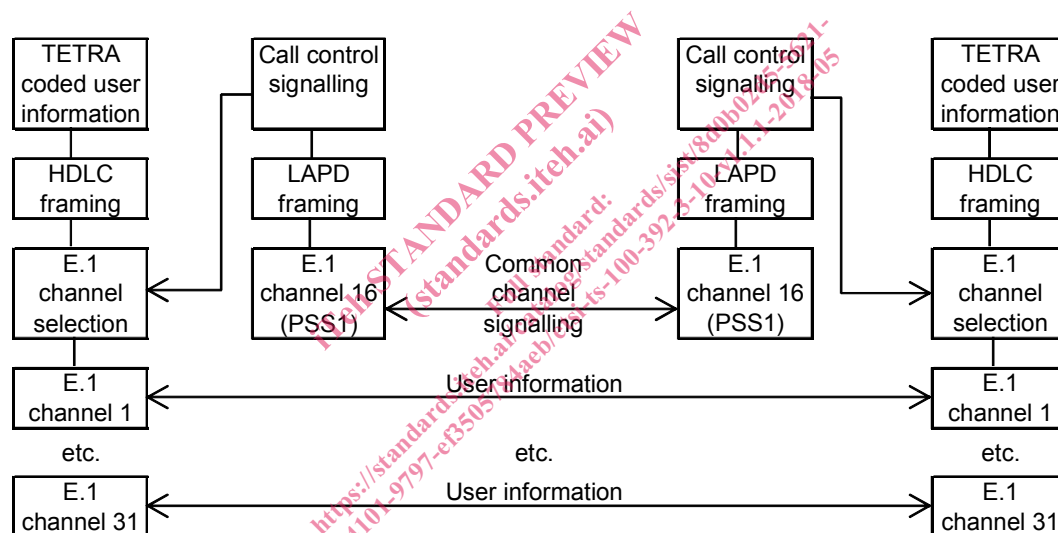 TETRA
coded user
information
HDLC
framing
E.1
channel
selection
E.1
channel 1
etc.
E.1
channel 31
Call control
signalling
LAPD
framing
E.1
channel 16
(PSS1)
Common
channel
signalling
User information
etc.
User information
Call control
signalling
LAPD
framing
E.1
channel 16
(PSS1)
TETRA
coded user
information
HDLC
framing
E.1
channel
selection
E.1
channel 1
etc.
E.1
channel 31
iTeh STANDARD PREVIEW
(standards.iteh.ai)
Full standard: